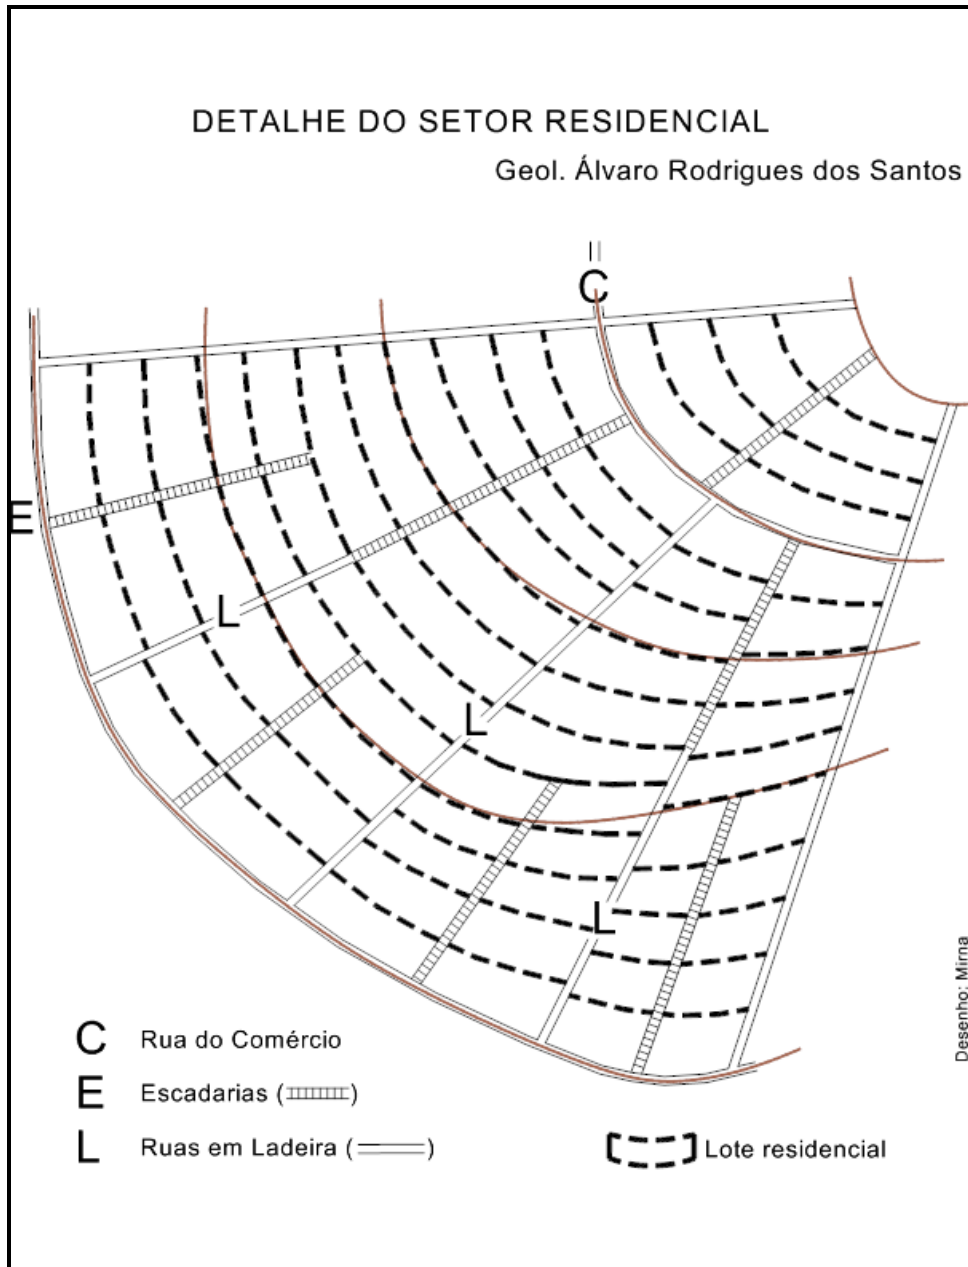 DETALHE DO SETOR RESIDENCIAL
Geol. Álvaro Rodrigues dos Santos
C
E
L
L
L
C Rua do Comércio
E Escadarias ( )
L Ruas em Ladeira ( )
Lote residencial
Desenho: Mirna